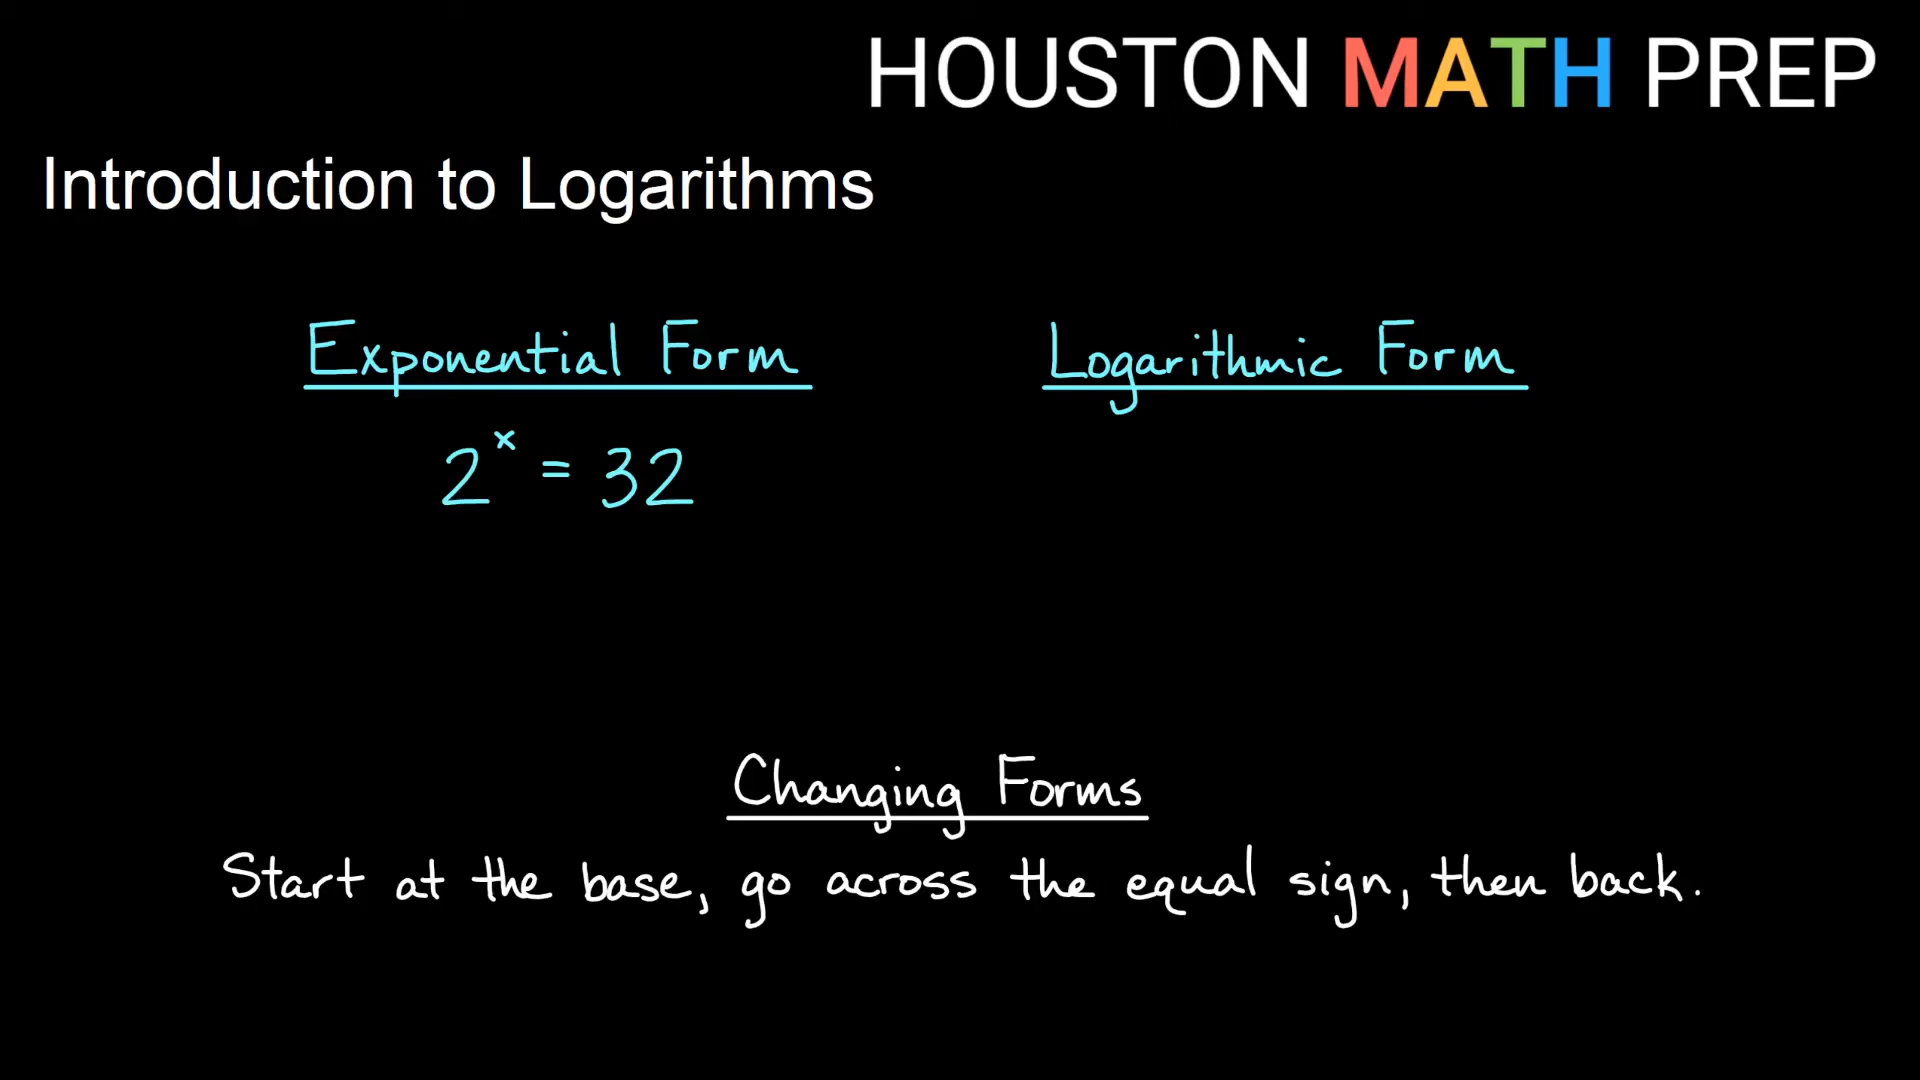 HOUSTON MATH PREP
Introduction to Logarithms
Exponential Form
Logarithmic Form
2ˣ = 32
Changing Forms
Start at the base, go across the equal sign, then back.